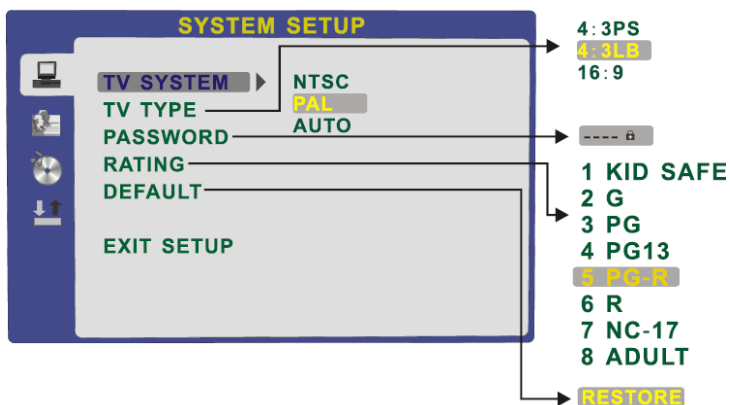 SYSTEM SETUP
TV SYSTEM
TV TYPE
PASSWORD
RATING
DEFAULT
EXIT SETUP
NTSC
PAL
AUTO
4:3PS
4:3LB
16:9
----
1 KID SAFE
2 G
3 PG
4 PG13
5 PG-R
6 R
7 NC-17
8 ADULT
RESTORE